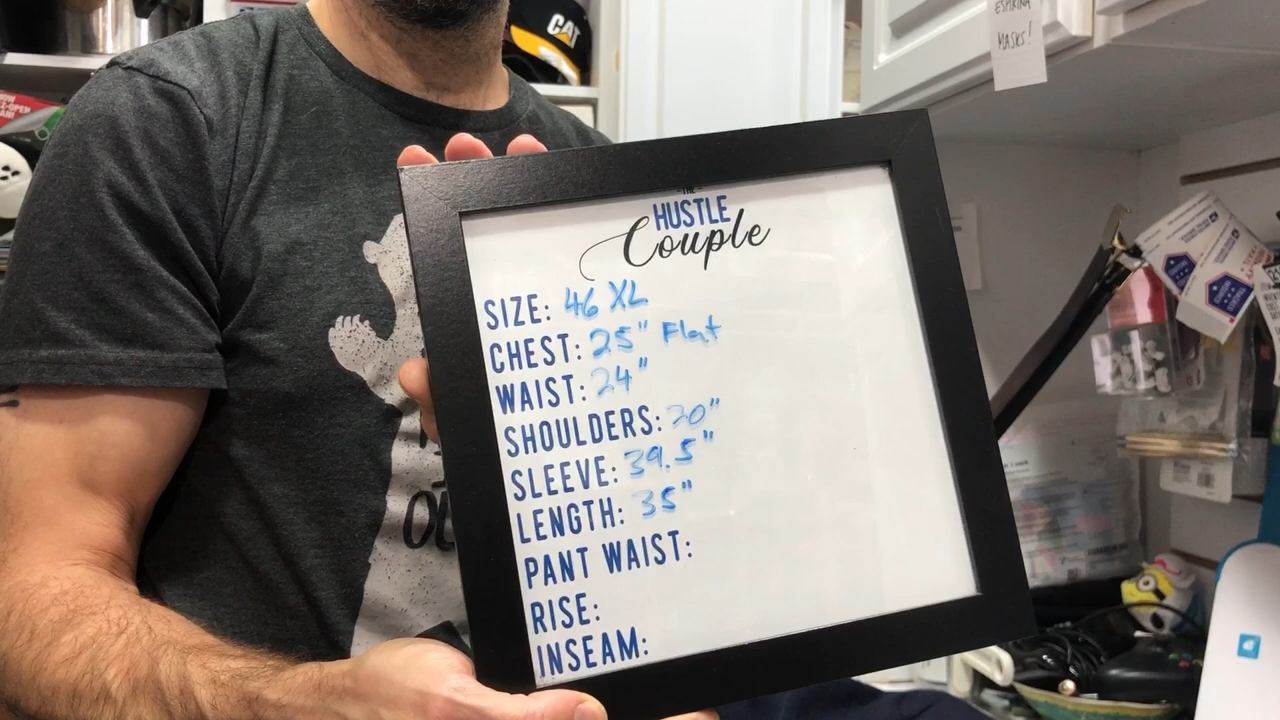 CAT
ESPIRING
MASKS!
THE
HUSTLE
Couple
SIZE: 46 XL
CHEST: 25" Flat
WAIST: 24"
SHOULDERS: 20"
SLEEVE: 39.5"
LENGTH: 35"
PANT WAIST:
RISE:
INSEAM: